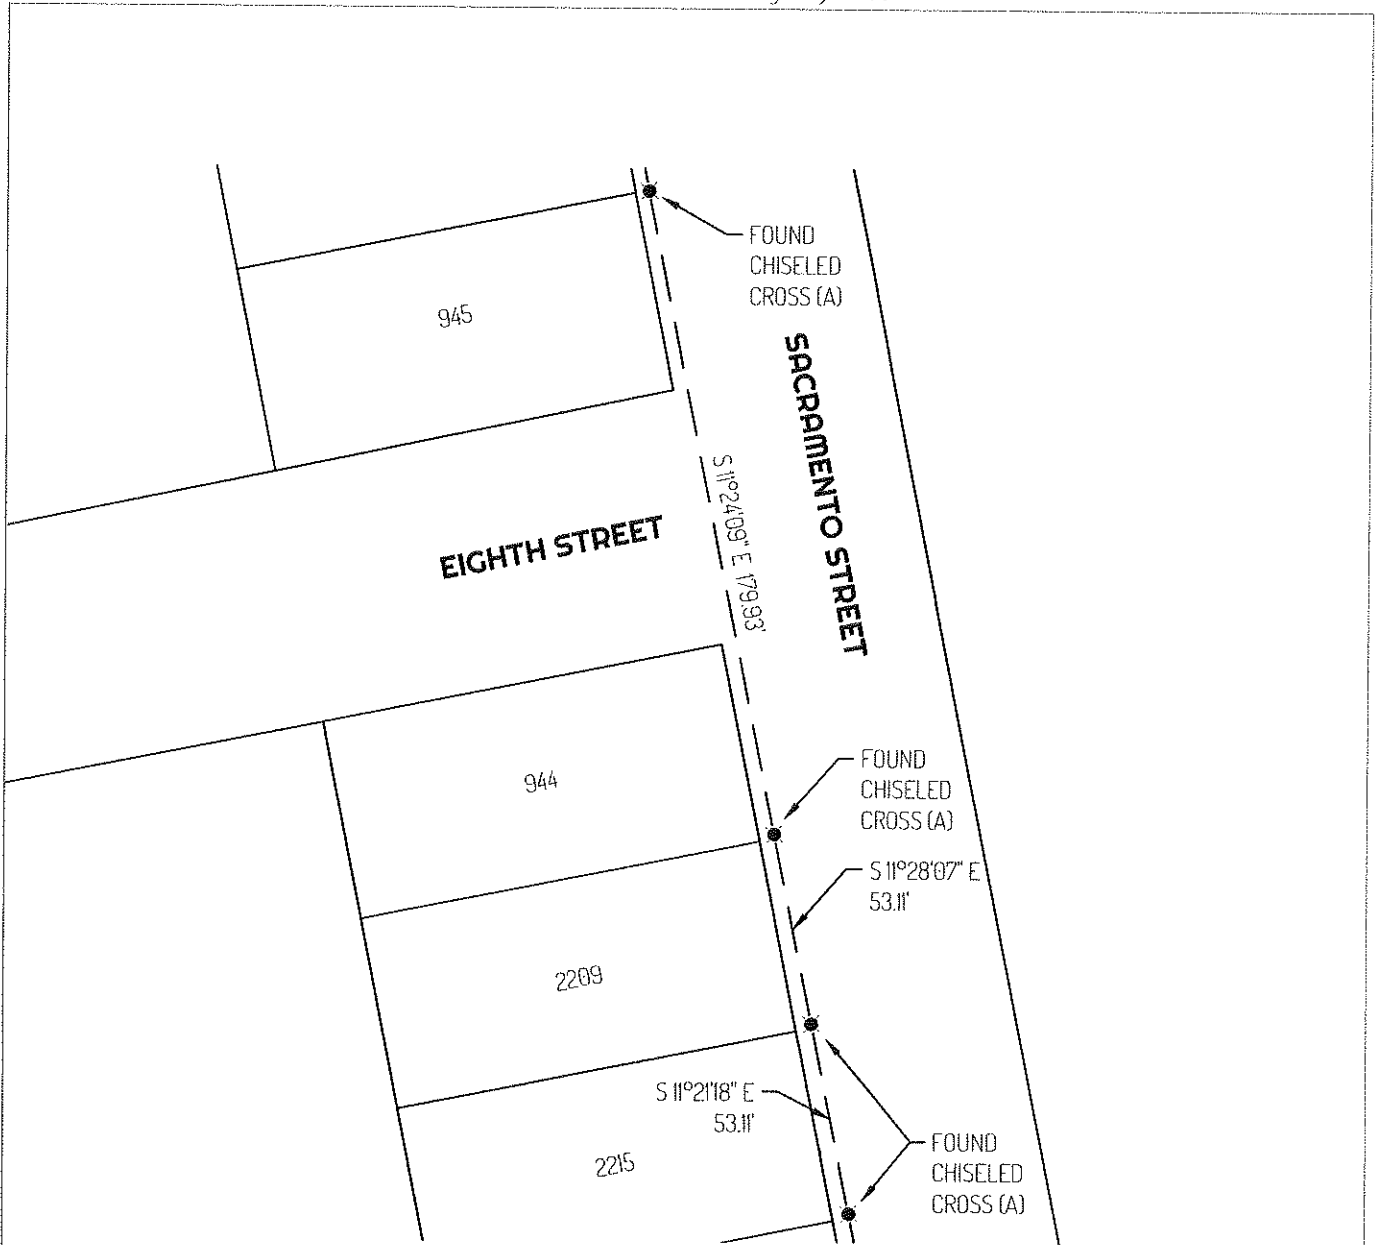 FOUND
CHISELED
CROSS (A)
945
SACRAMENTO STREET
S 11°24'09" E 179.93'
EIGHTH STREET
FOUND
CHISELED
CROSS (A)
944
S 11°28'07" E
53.11'
2209
S 11°21'18" E
53.11'
FOUND
CHISELED
CROSS (A)
2215